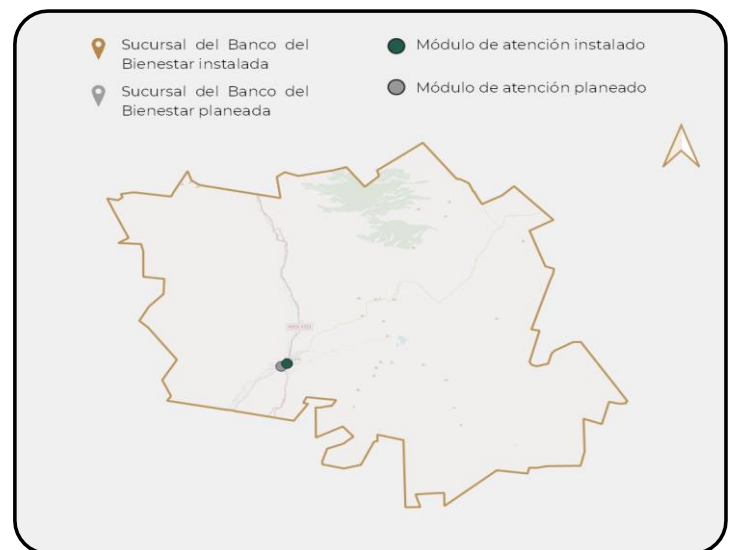 Sucursal del Banco del
Bienestar instalada
Sucursal del Banco del
Bienestar planeada
Módulo de atención instalado
Módulo de atención planeado